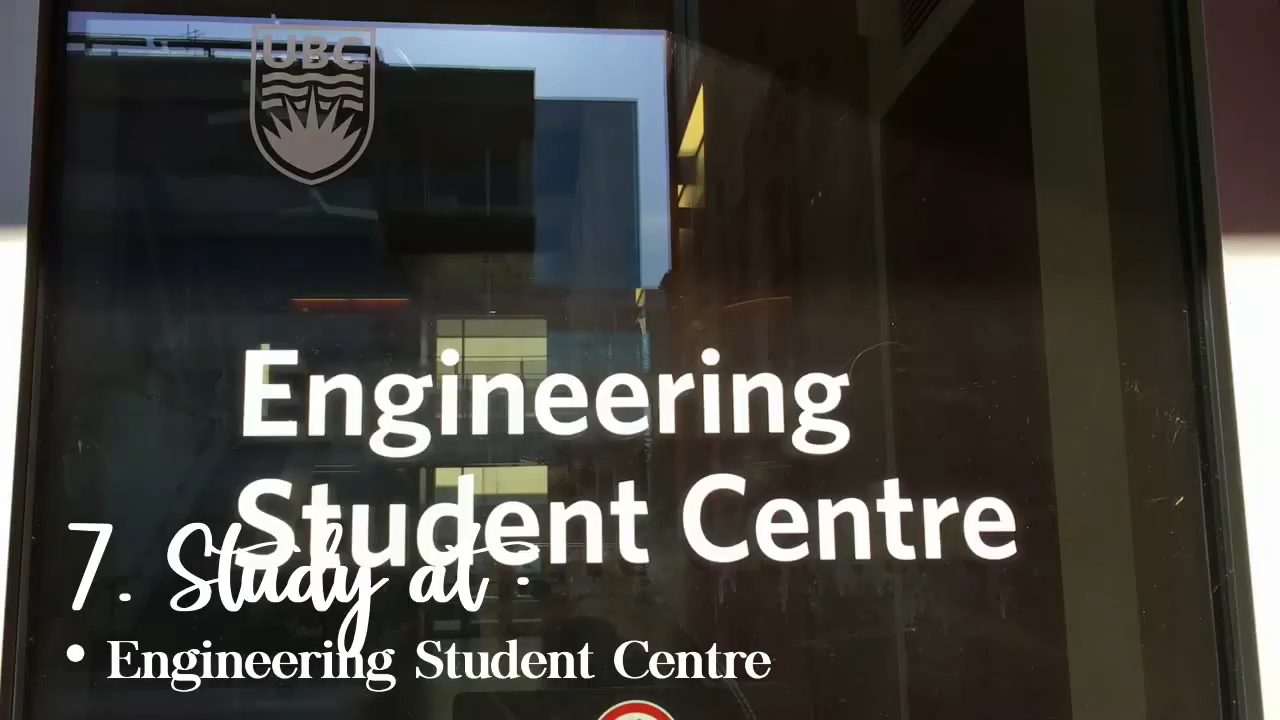 UBC
Engineering
Student Centre
7. Study at :
• Engineering Student Centre